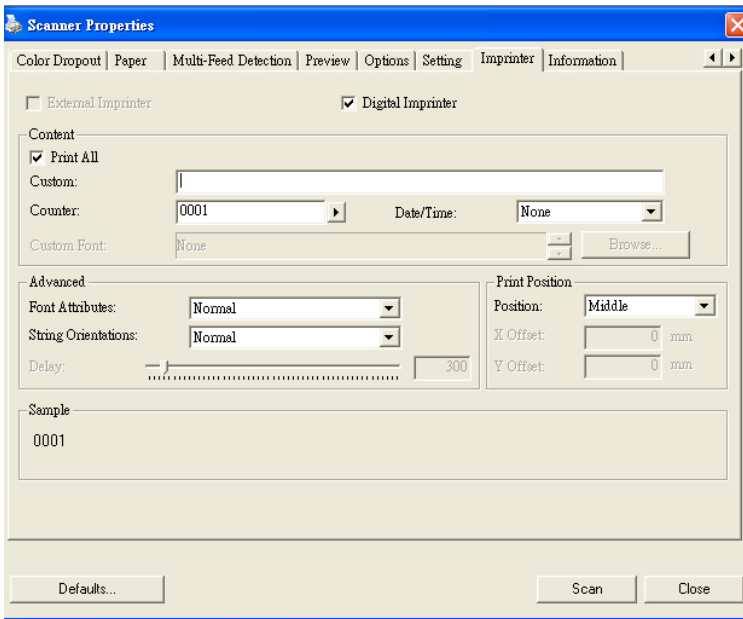 Scanner Properties
Color Dropout Paper Multi-Feed Detection Preview Options Setting Imprinter Information
External Imprinter Digital Imprinter
Content
Print All
Custom:
Counter: 0001 Date/Time: None
Custom Font: None Browse...
Advanced Print Position
Font Attributes: Normal Position: Middle
String Orientations: Normal X Offset: 0 mm
Delay: 300 Y Offset: 0 mm
Sample
0001
Defaults... Scan Close